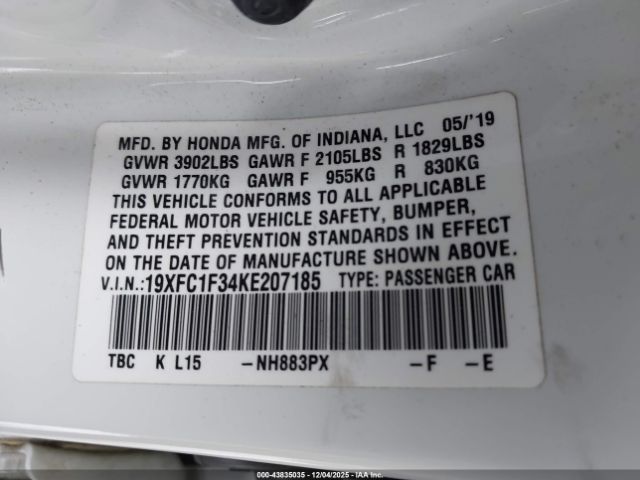 MFD. BY HONDA MFG. OF INDIANA, LLC 05/'19
GVWR 3902LBS GAWR F 2105LBS R 1829LBS
GVWR 1770KG GAWR F 955KG R 830KG
THIS VEHICLE CONFORMS TO ALL APPLICABLE
FEDERAL MOTOR VEHICLE SAFETY, BUMPER,
AND THEFT PREVENTION STANDARDS IN EFFECT
ON THE DATE OF MANUFACTURE SHOWN ABOVE.
V.I.N.:19XFC1F34KE207185 TYPE: PASSENGER CAR
TBC K L15 -NH883PX -F -E
000-43835035 - 12/04/2025 - IAAI.COM